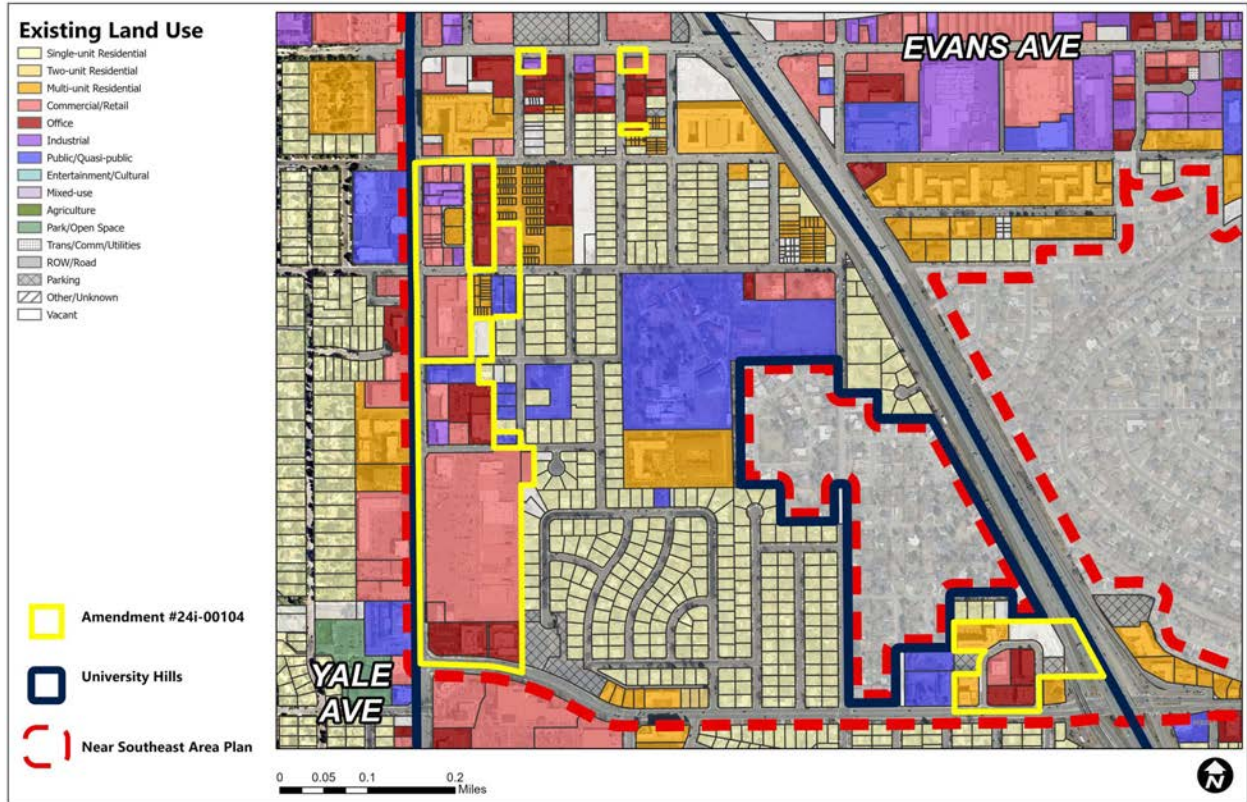 Existing Land Use
Single-unit Residential
Two-unit Residential
Multi-unit Residential
Commercial/Retail
Office
Industrial
Public/Quasi-public
Entertainment/Cultural
Mixed-use
Agriculture
Park/Open Space
Trans/Comm/Utilities
ROW/Road
Parking
Other/Unknown
Vacant
Amendment #24i-00104
University Hills
Near Southeast Area Plan
EVANS AVE
YALE
AVE
0 0.05 0.1 0.2
Miles
N